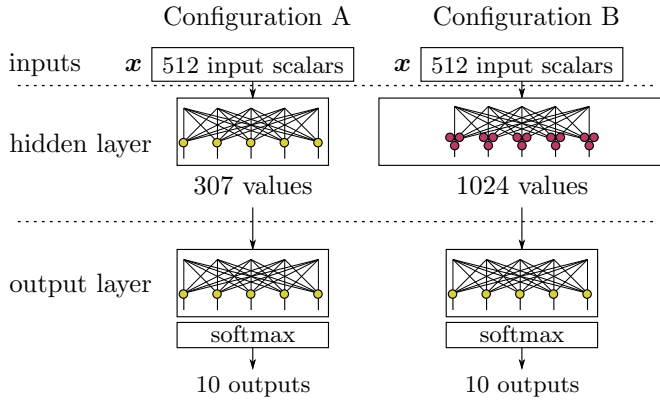 Configuration A Configuration B
inputs x 512 input scalars x 512 input scalars
hidden layer
307 values 1024 values
output layer
softmax softmax
10 outputs 10 outputs